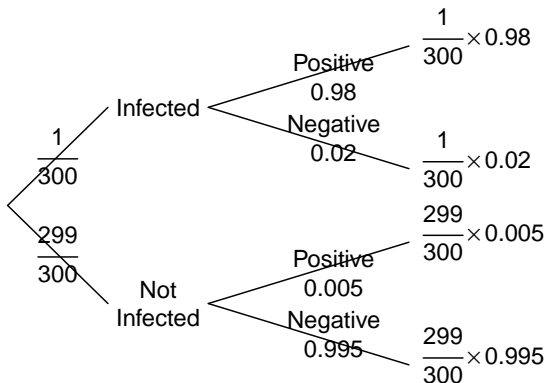 1/300 × 0.98
Positive
0.98
Infected
Negative
0.02
1/300
1/300 × 0.02
299/300
299/300 × 0.005
Positive
0.005
Not
Infected
Negative
0.995
299/300 × 0.995